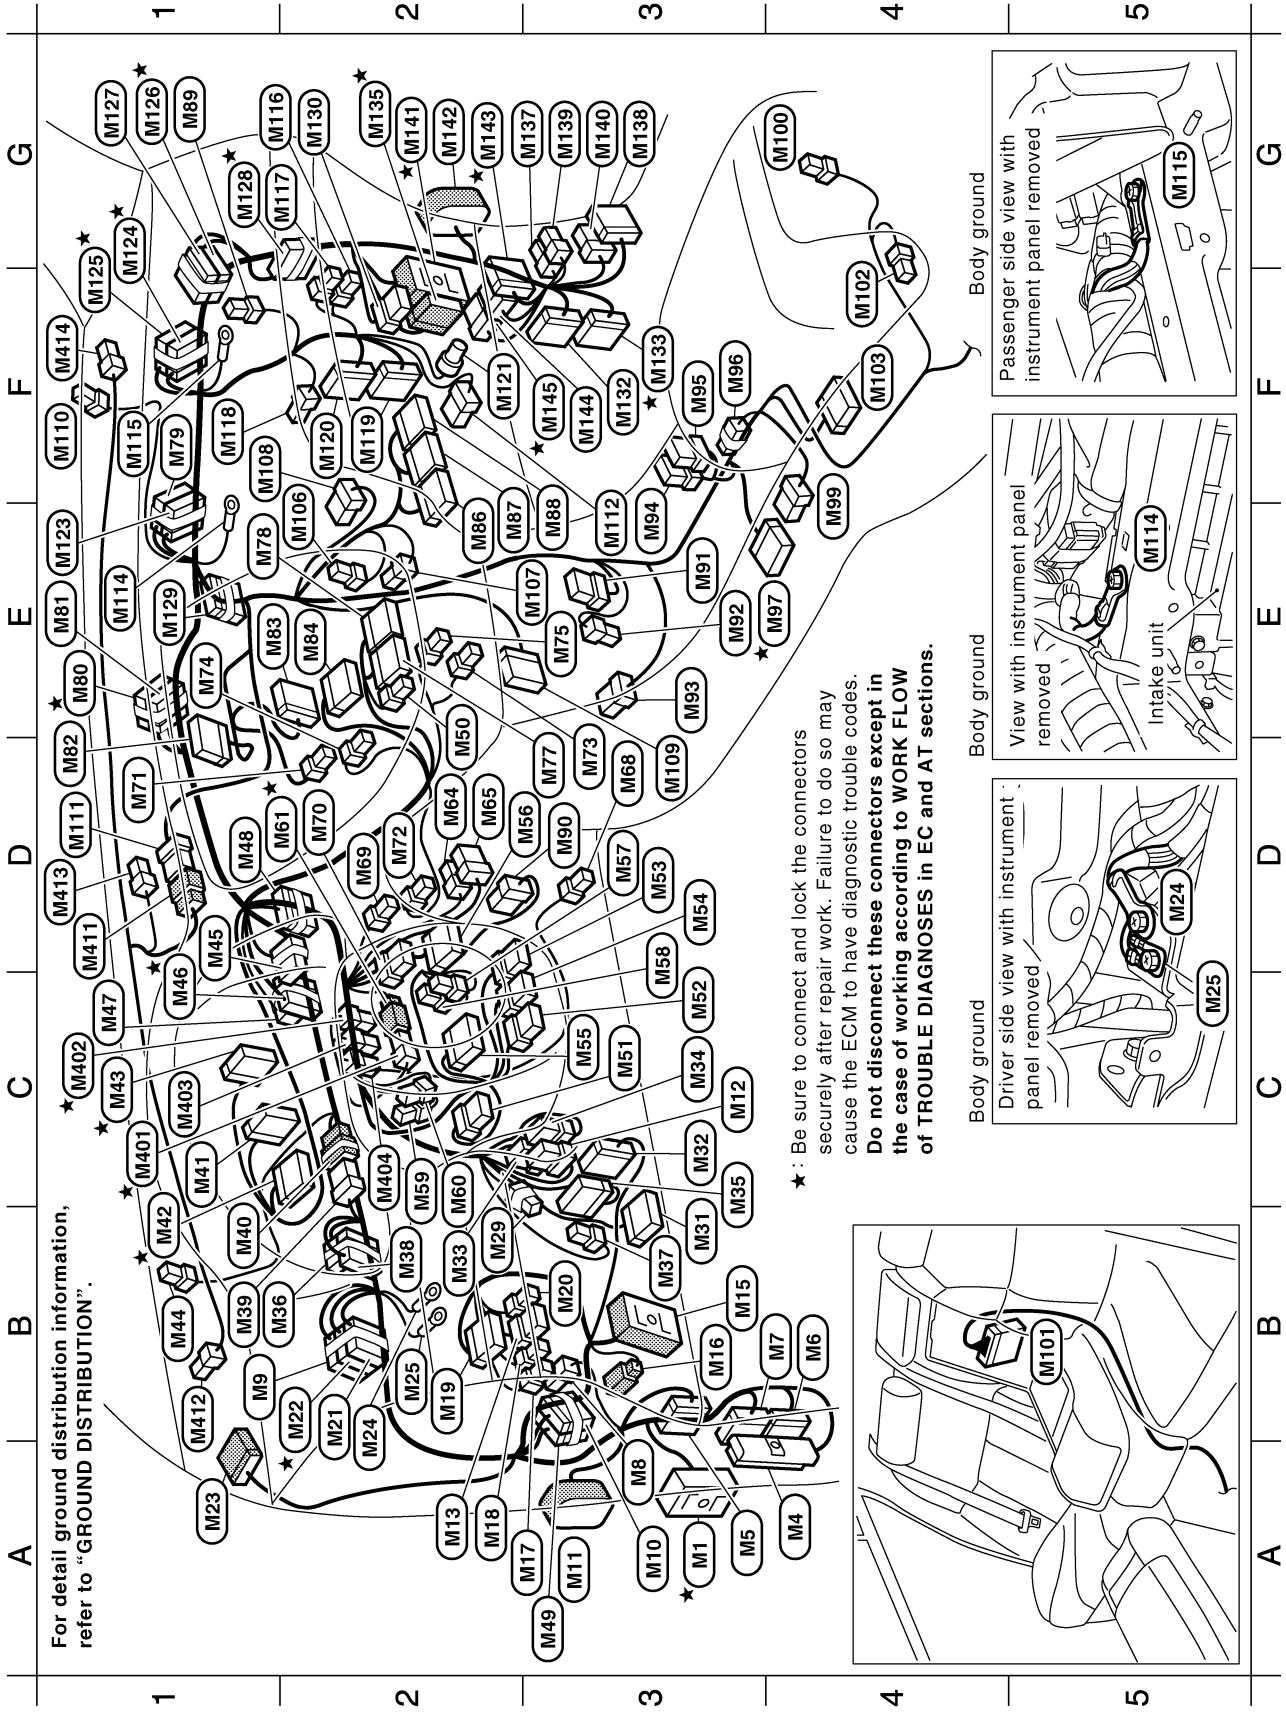 A
B
C
D
E
F
G
1
2
3
4
5
For detail ground distribution information,
refer to “GROUND DISTRIBUTION”.
M127
★
M126
M89
M116
M130
★
M135
M141
M142
M143
M137
M139
M140
M138
★
M128
M117
★
★
M100
★
M124
★
M125
M102
M414
M110
M115
M79
M118
M108
M120
M119
M121
M145
★
M144
M132
M133
★
M95
M96
M103
M123
M106
M78
M86
M87
M88
M112
M94
M99
M81
M114
M129
M107
M91
M80
★
M74
M83
M84
M75
M92
M97
★
M82
M71
M50
M77
M73
M109
M93
M68
M111
★
M61
M70
M48
M64
M65
M56
M90
M413
M69
M72
M57
M53
M411
M45
M46
★
M54
M47
M58
M402
★
M52
M43
★
M403
M55
M51
M34
M12
M401
★
M41
M404
M59
M60
M32
M35
M42
★
M40
M29
M33
M31
M38
M37
M44
M39
M36
M20
M15
M412
M9
M25
M19
M16
M7
M6
M22
★
M21
M24
M23
M13
M18
M17
M11
M8
M10
M1
★
M5
M4
M49
★ : Be sure to connect and lock the connectors
securely after repair work. Failure to do so may
cause the ECM to have diagnostic trouble codes.
Do not disconnect these connectors except in
the case of working according to WORK FLOW
of TROUBLE DIAGNOSES in EC and AT sections.
M101
Body ground
Driver side view with instrument
panel removed
M24
M25
Body ground
View with instrument panel
removed
M114
Intake unit
Body ground
Passenger side view with
instrument panel removed
M115
1
2
3
4
5
A
B
C
D
E
F
G